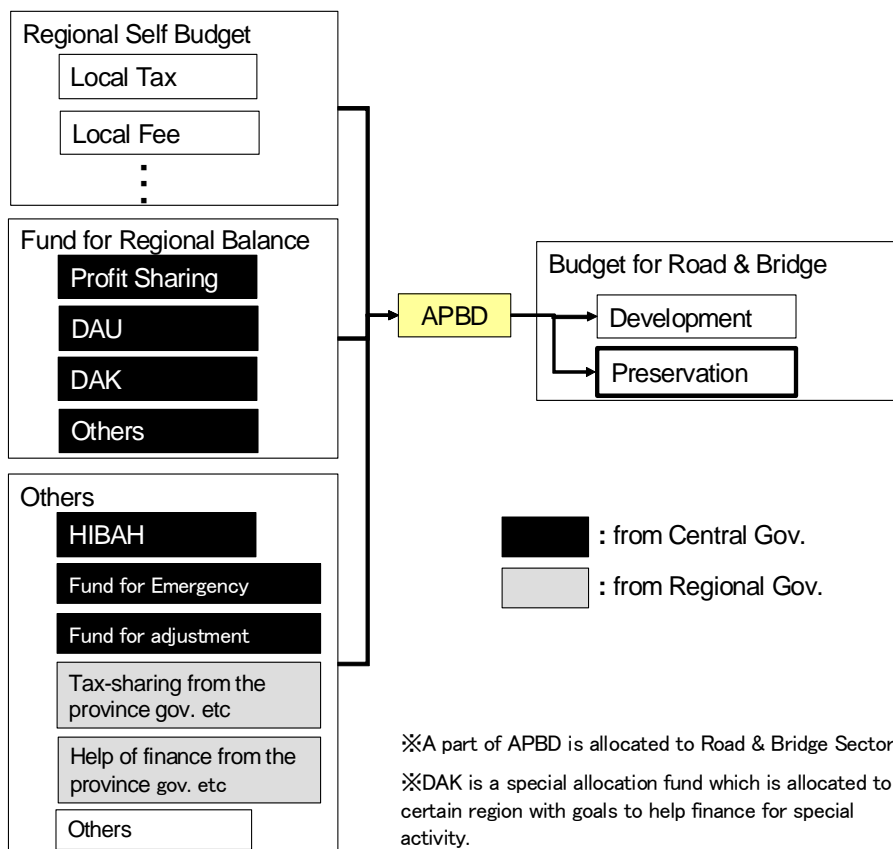 Regional Self Budget
Local Tax
Local Fee
Fund for Regional Balance
Profit Sharing
DAU
DAK
Others
Others
HIBAH
Fund for Emergency
Fund for adjustment
Tax-sharing from the
province gov. etc
Help of finance from the
province gov. etc
Others
APBD
Budget for Road & Bridge
Development
Preservation
: from Central Gov.
: from Regional Gov.
※A part of APBD is allocated to Road & Bridge Sector
※DAK is a special allocation fund which is allocated to
certain region with goals to help finance for special
activity.